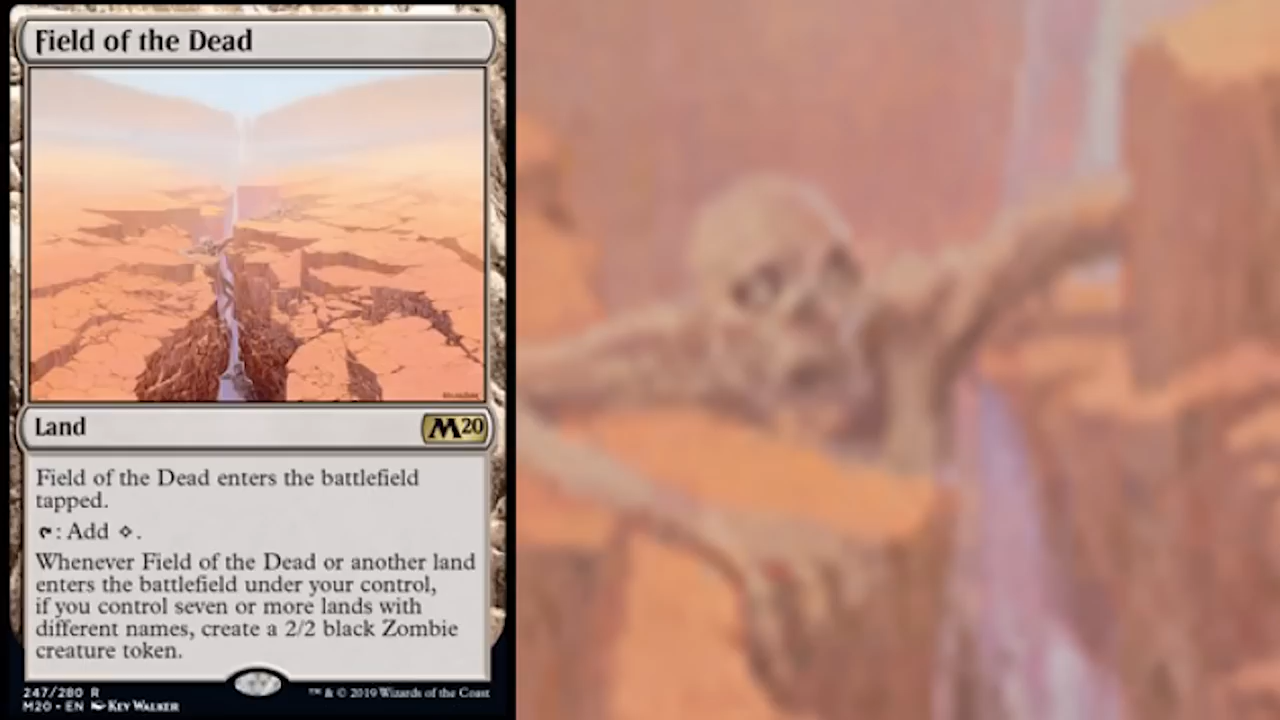 Field of the Dead
Land
M20
Field of the Dead enters the battlefield
tapped.
: Add .
Whenever Field of the Dead or another land
enters the battlefield under your control,
if you control seven or more lands with
different names, create a 2/2 black Zombie
creature token.
247/280 R
M20 • EN Kev Walker
™ & © 2019 Wizards of the Coast